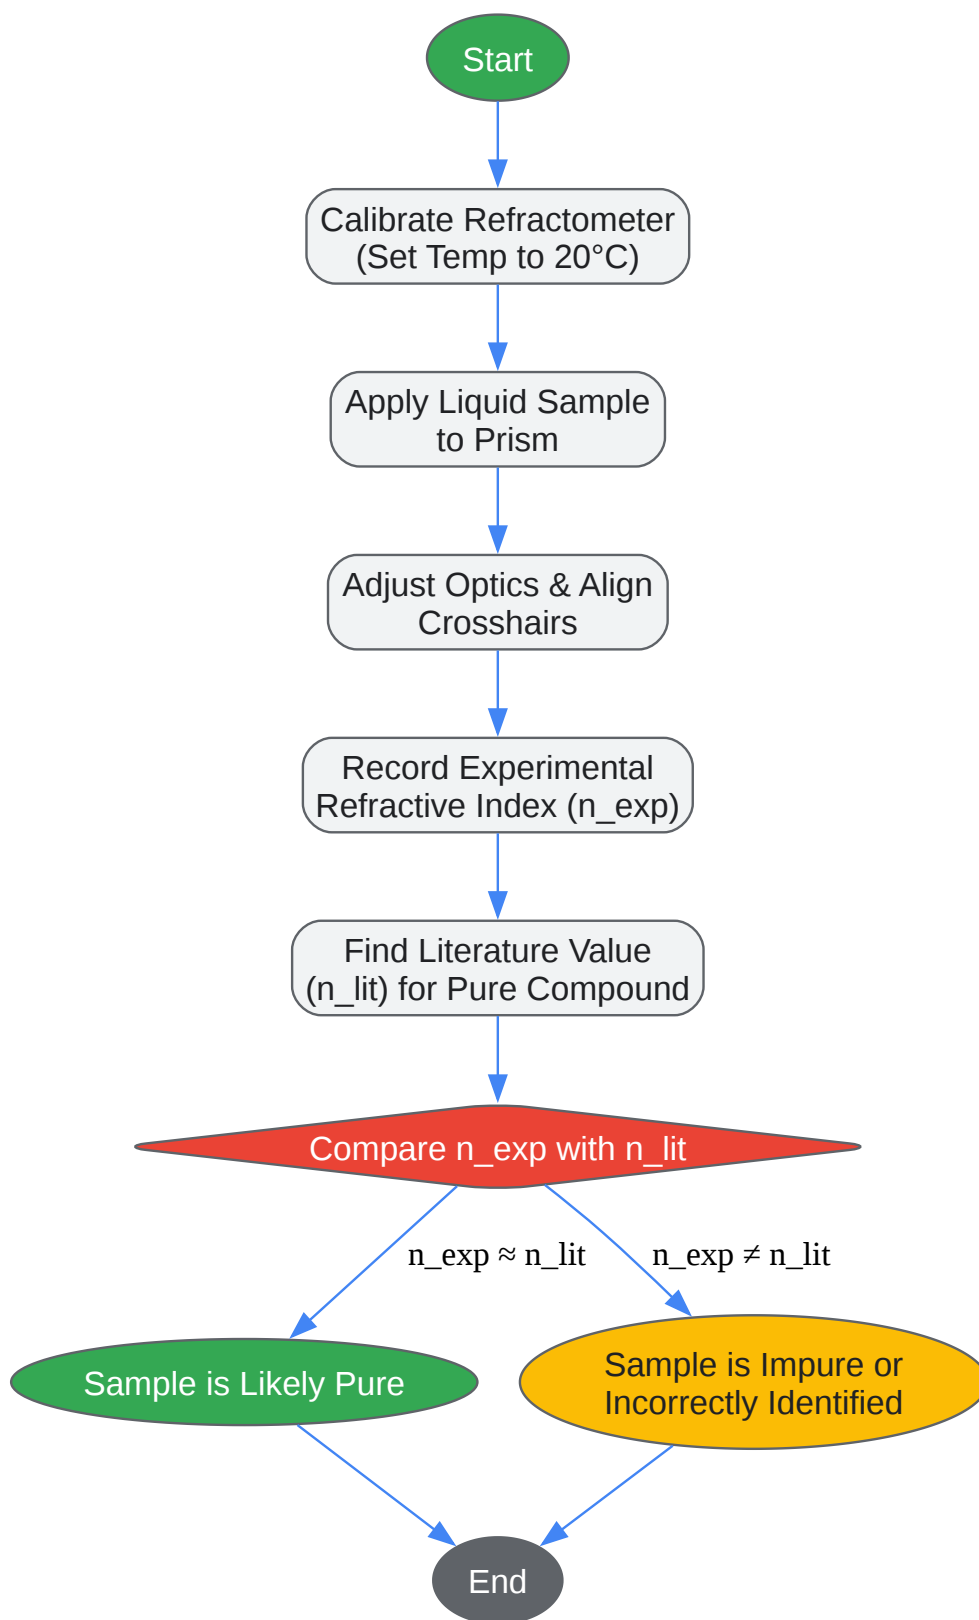 Start
Calibrate Refractometer
(Set Temp to 20°C)
Apply Liquid Sample
to Prism
Adjust Optics & Align
Crosshairs
Record Experimental
Refractive Index (n_exp)
Find Literature Value
(n_lit) for Pure Compound
Compare n_exp with n_lit
n_exp ≈ n_lit
n_exp ≠ n_lit
Sample is Likely Pure
Sample is Impure or
Incorrectly Identified
End